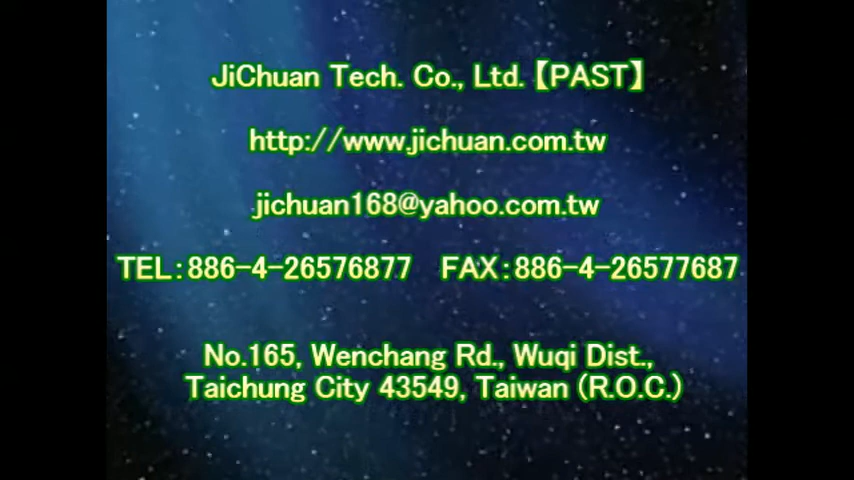 JiChuan Tech. Co., Ltd.【PAST】
http://www.jichuan.com.tw
jichuan168@yahoo.com.tw
TEL:886-4-26576877　FAX:886-4-26577687
No.165, Wenchang Rd., Wuqi Dist.,
Taichung City 43549, Taiwan (R.O.C.)